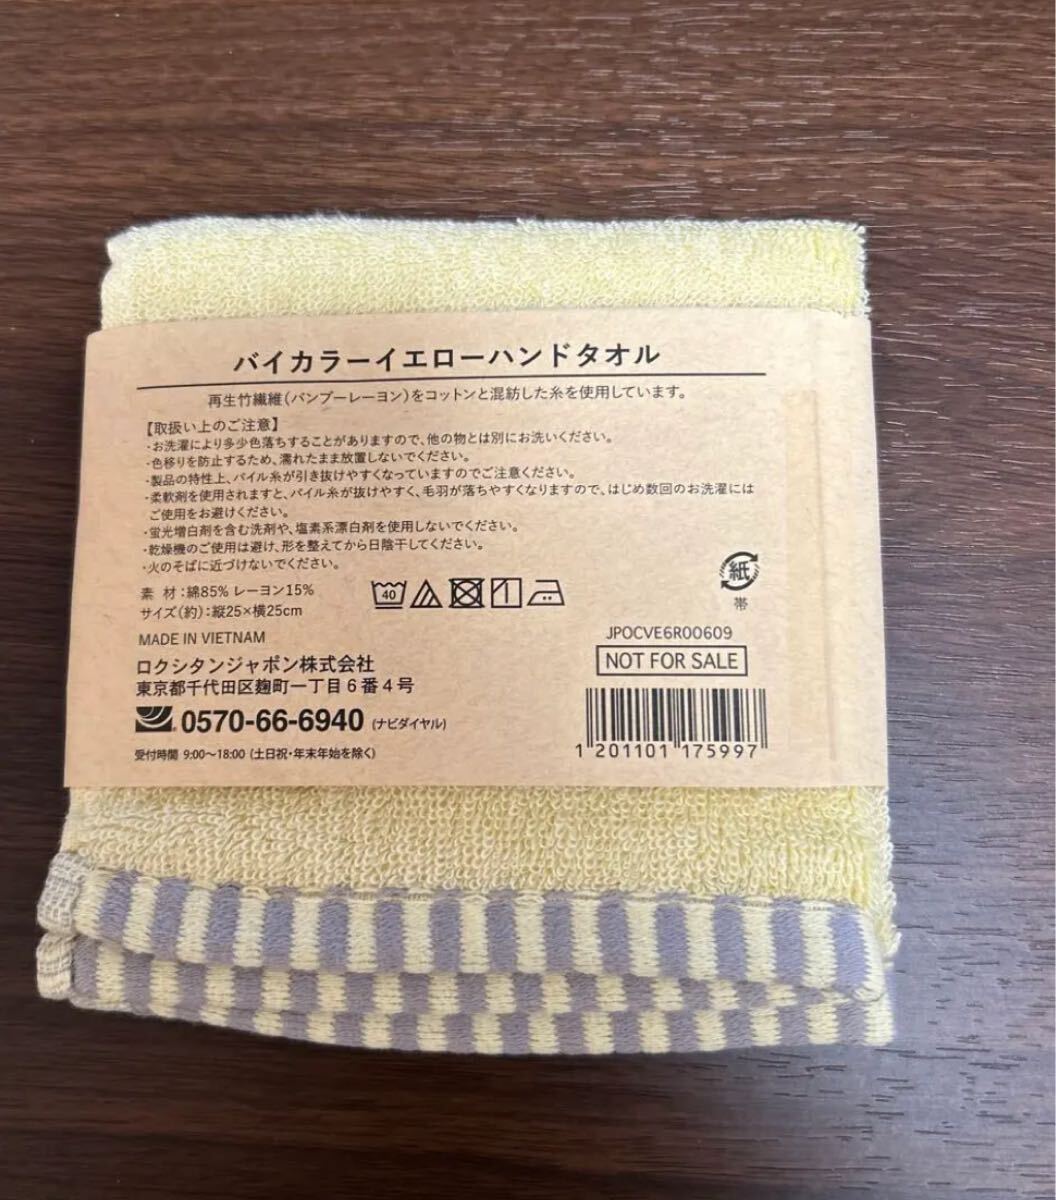 バイカラーイエローハンドタオル
再生竹繊維(バンブーレーヨン)をコットンと混紡した糸を使用しています。
【取扱い上のご注意】
・お洗濯により多少色落ちすることがありますので、他の物とは別にお洗いください。
・色移りを防止するため、濡れたまま放置しないでください。
・製品の特性上、パイル糸が引き抜けやすくなっていますのでご注意ください。
・柔軟剤を使用されますと、パイル糸が抜けやすく、毛羽が落ちやすくなりますので、はじめ数回のお洗濯には
ご使用をお避けください。
・蛍光増白剤を含む洗剤や、塩素系漂白剤を使用しないでください。
・乾燥機のご使用は避け、形を整えてから日陰干してください。
・火のそばに近づけないでください。
素 材:綿85% レーヨン15%
サイズ(約):縦25×横25cm
40
紙
帯
MADE IN VIETNAM
ロクシタンジャポン株式会社
東京都千代田区麹町一丁目6番4号
0570-66-6940 (ナビダイヤル)
受付時間 9:00〜18:00 (土日祝・年末年始を除く)
JPOCVE6R00609
NOT FOR SALE
1 201101 175997